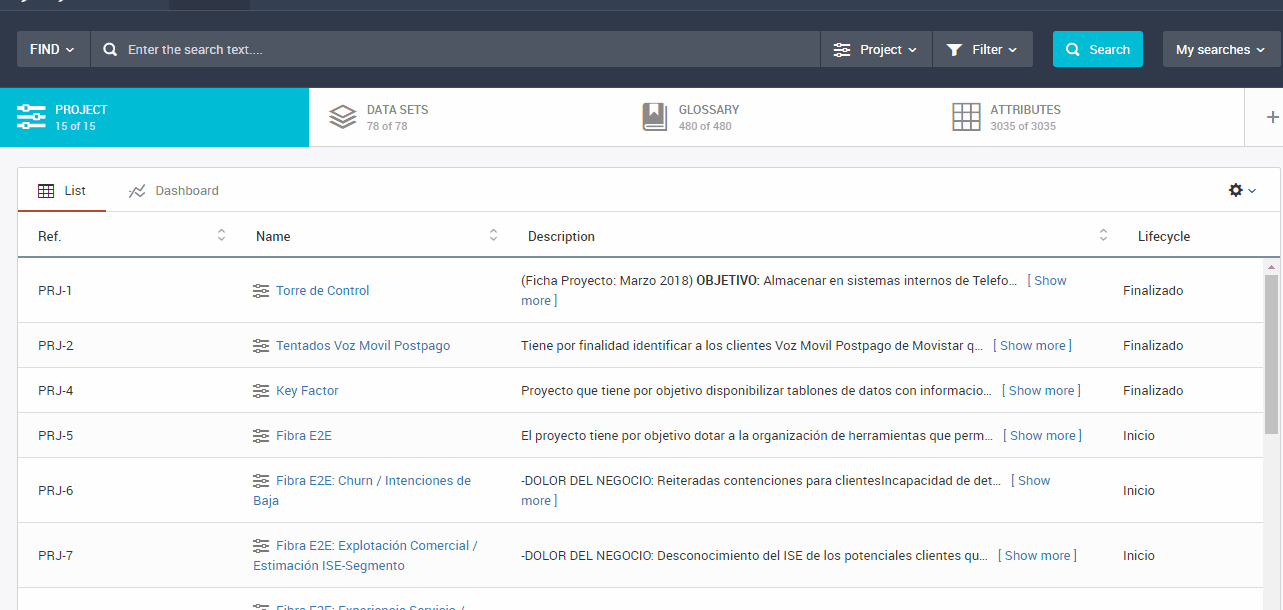 FIND
Enter the search text....
Project
Filter
Search
My searches
PROJECT
15 of 15
DATA SETS
78 of 78
GLOSSARY
480 of 480
ATTRIBUTES
3035 of 3035
+
List
Dashboard
Ref.
Name
Description
Lifecycle
PRJ-1
Torre de Control
(Ficha Proyecto: Marzo 2018) OBJETIVO: Almacenar en sistemas internos de Telefo... [ Show
more ]
Finalizado
PRJ-2
Tentados Voz Movil Postpago
Tiene por finalidad identificar a los clientes Voz Movil Postpago de Movistar q... [ Show more ]
Finalizado
PRJ-4
Key Factor
Proyecto que tiene por objetivo disponibilizar tablones de datos con informacio... [ Show more ]
Finalizado
PRJ-5
Fibra E2E
El proyecto tiene por objetivo dotar a la organización de herramientas que perm... [ Show more ]
Inicio
PRJ-6
Fibra E2E: Churn / Intenciones de
Baja
-DOLOR DEL NEGOCIO: Reiteradas contenciones para clientesIncapacidad de det... [ Show
more ]
Inicio
PRJ-7
Fibra E2E: Explotación Comercial /
Estimación ISE-Segmento
-DOLOR DEL NEGOCIO: Desconocimiento del ISE de los potenciales clientes qu... [ Show more ]
Inicio
Fibra E2E: Experiencia Servicio /